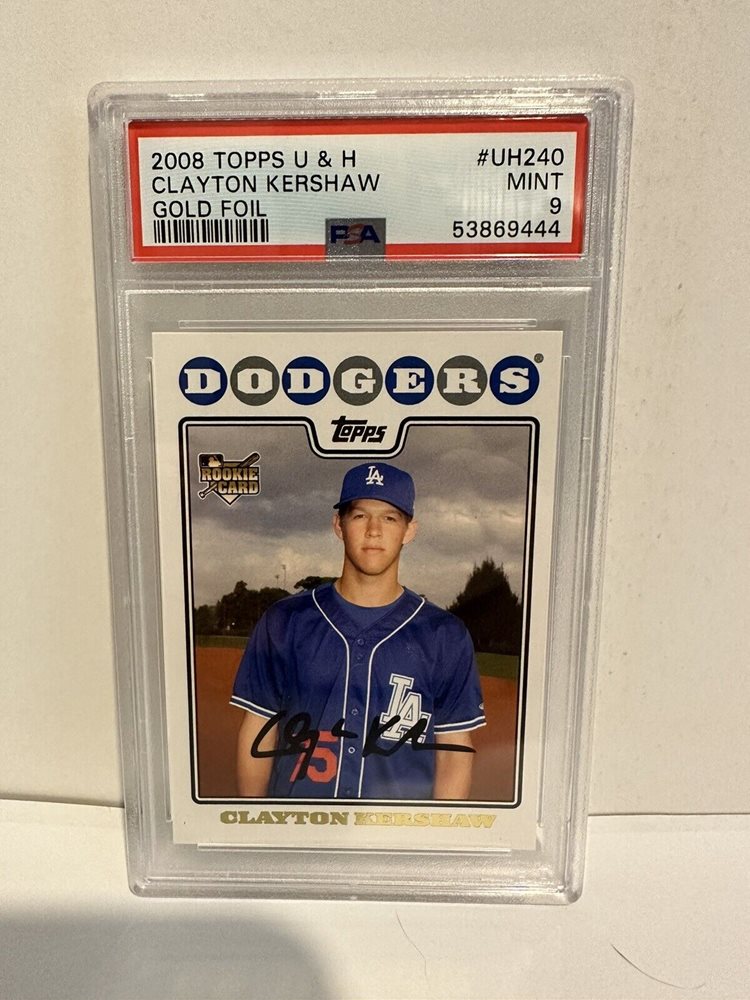 2008 TOPPS U & H #UH240
CLAYTON KERSHAW MINT
GOLD FOIL 9
PSA 53869444
DODGERS®
Topps
ROOKIE
CARD
LA
LA
15
CLAYTON KERSHAW